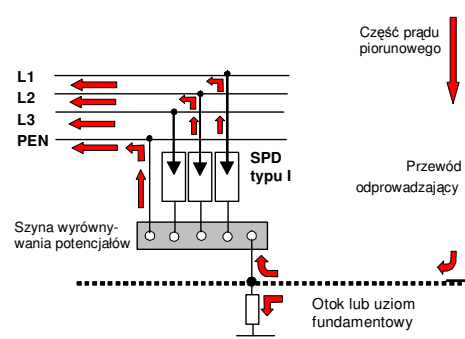 Część prądu
piorunowego
L1
L2
L3
PEN
SPD
typu I
Przewód
odprowadzający
Szyna wyrówny-
wania potencjałów
Otok lub uziom
fundamentowy